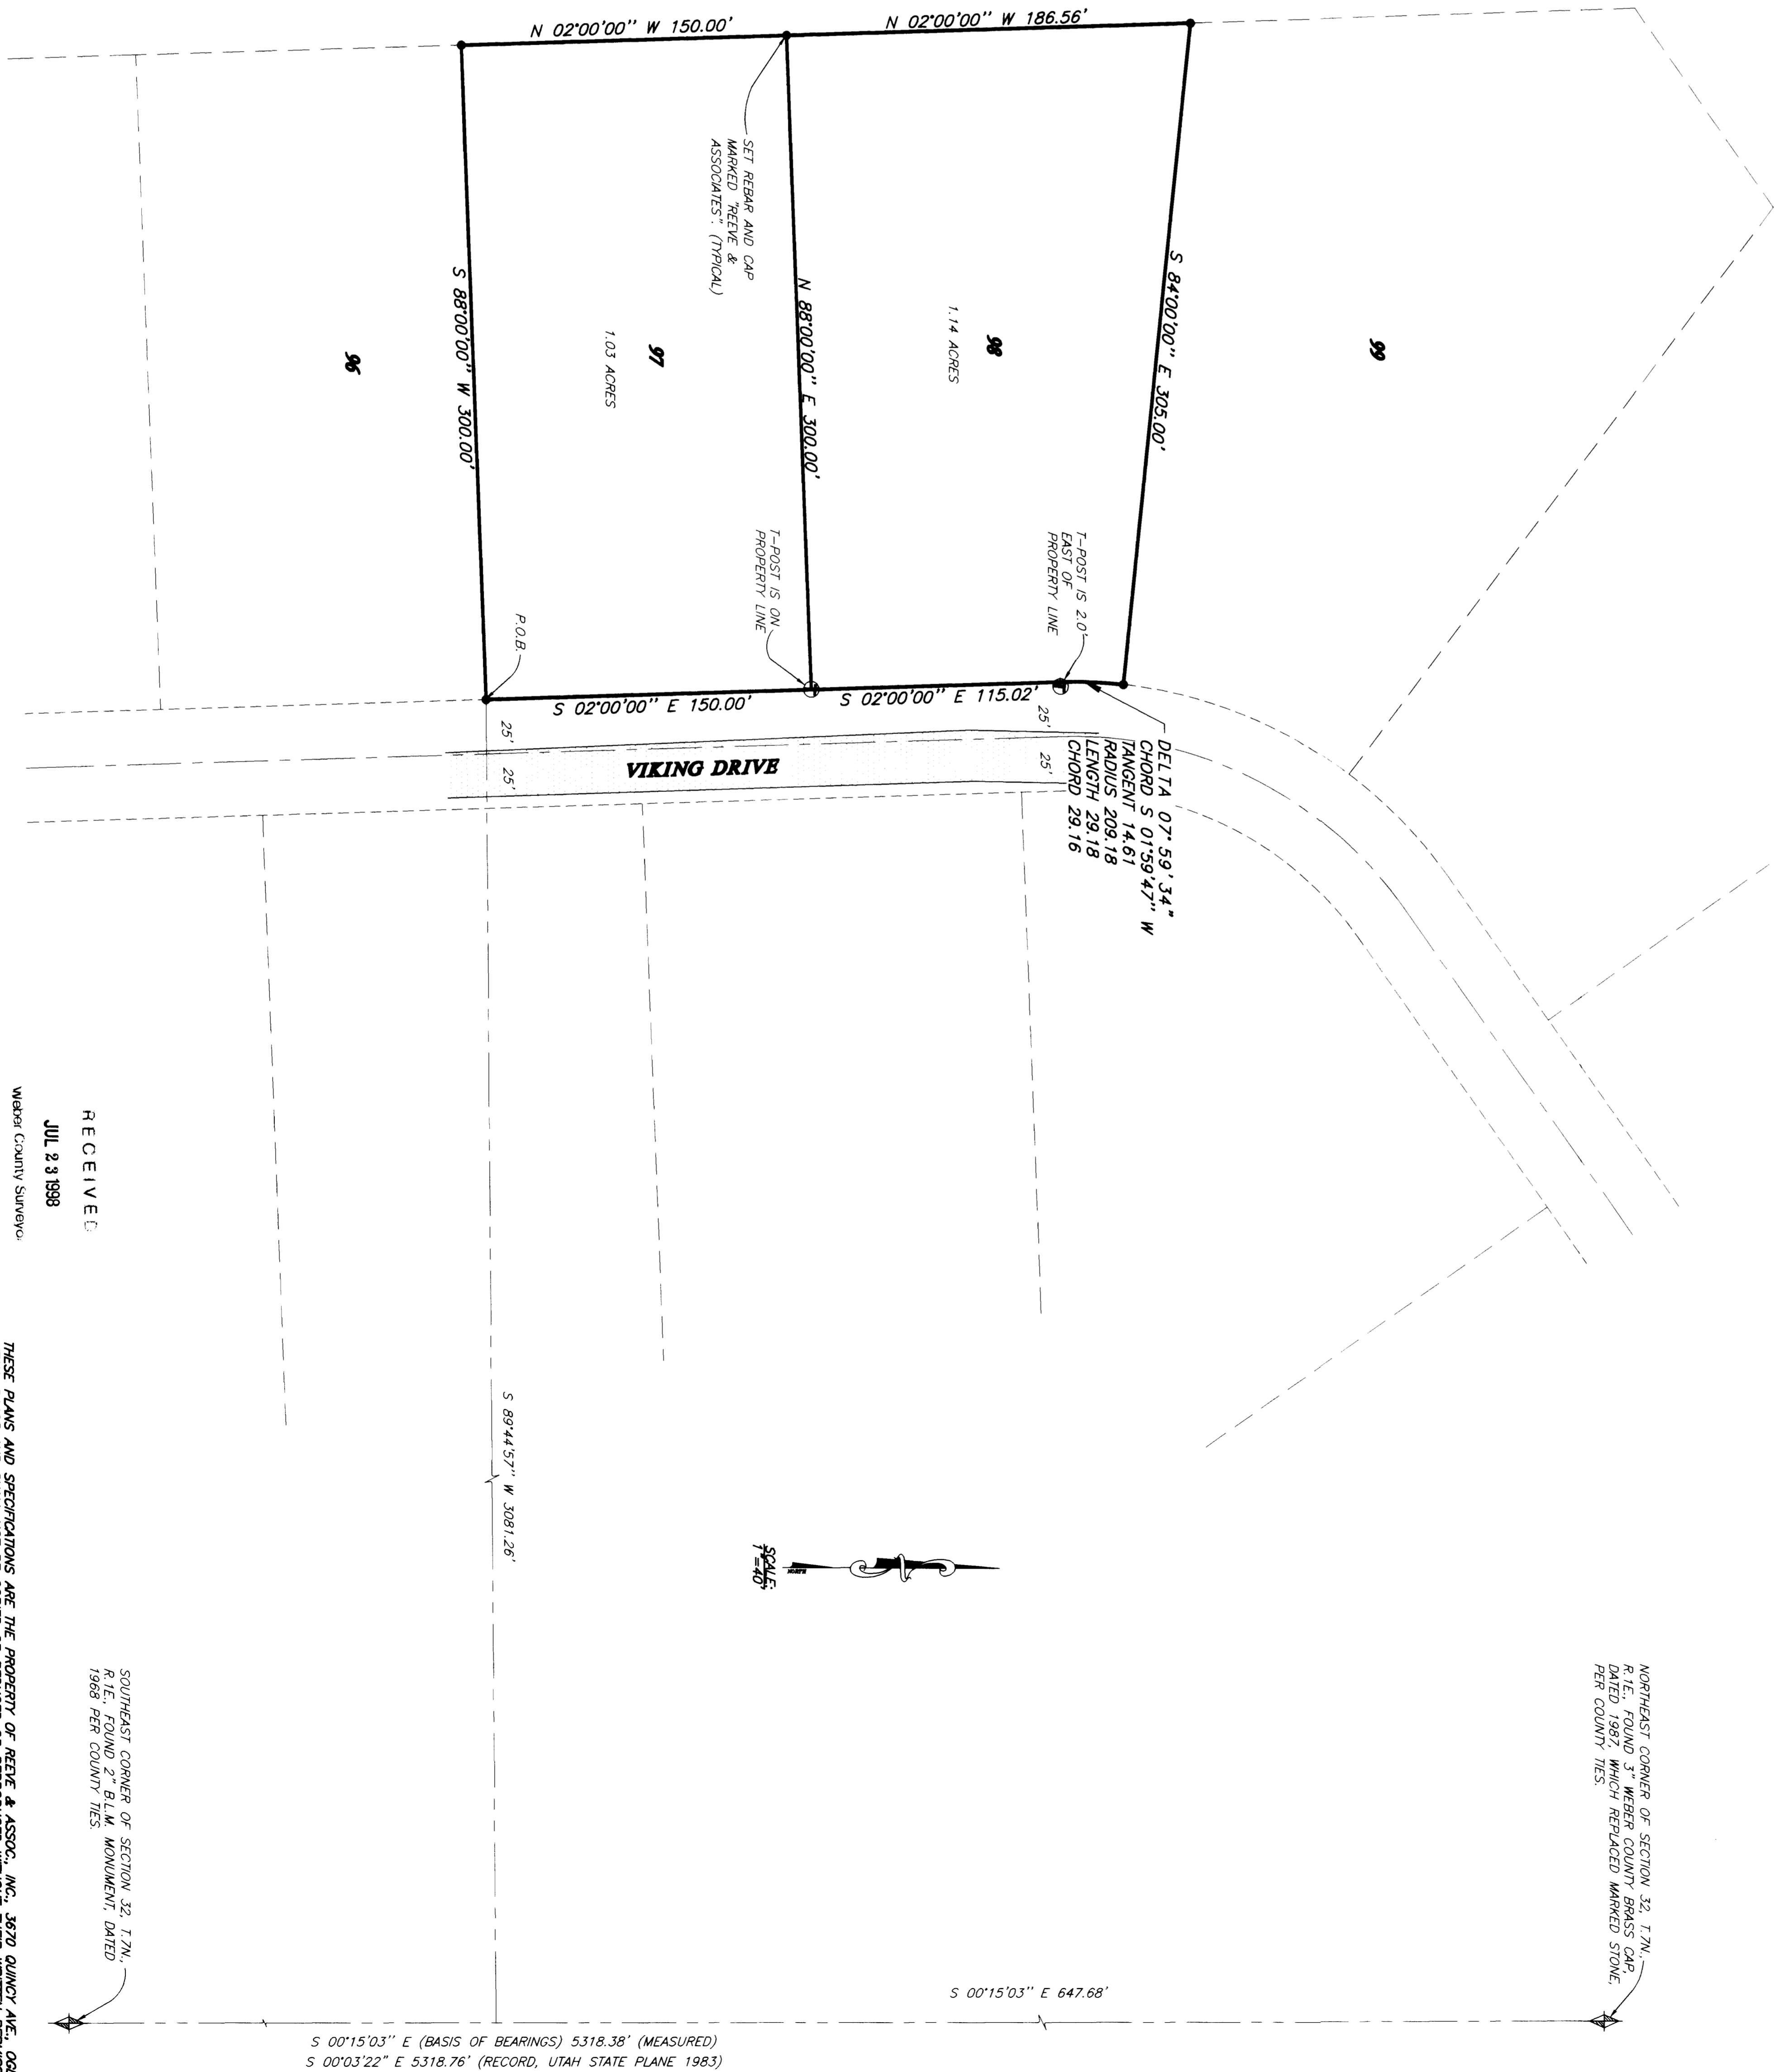 N 02°00'00" W 150.00'
N 02°00'00" W 186.56'
SET REBAR AND CAP
MARKED "REEVE &
ASSOCIATES". (TYPICAL)
S 84°00'00" E 305.00'
N 88°00'00" E 300.00'
S 88°00'00" W 300.00'
99
98
1.14 ACRES
97
1.03 ACRES
96
T-POST IS 2.0'
EAST OF
PROPERTY LINE
T-POST IS ON
PROPERTY LINE
P.O.B.
S 02°00'00" E 150.00'
S 02°00'00" E 115.02'
25'
25'
25'
25'
VIKING DRIVE
DELTA 07°59'34"
CHORD S 01°59'47" W
TANGENT 14.61
RADIUS 209.18
LENGTH 29.18
CHORD 29.16
RECEIVED
JUL 23 1998
Weber County Surveyor
S 89°44'57" W 3081.26'
SCALE:
1"=40'
NORTH
NORTHEAST CORNER OF SECTION 32, T.7N.,
R.1E., FOUND 3" WEBER COUNTY BRASS CAP,
DATED 1987, WHICH REPLACED MARKED STONE,
PER COUNTY TIES.
SOUTHEAST CORNER OF SECTION 32, T.7N.,
R.1E., FOUND 2" B.L.M. MONUMENT, DATED
1968 PER COUNTY TIES.
S 00°15'03" E 647.68'
S 00°15'03" E (BASIS OF BEARINGS) 5318.38' (MEASURED)
S 00°03'22" E 5318.76' (RECORD, UTAH STATE PLANE 1983)
THESE PLANS AND SPECIFICATIONS ARE THE PROPERTY OF REEVE & ASSOC., INC., 3670 QUINCY AVE.,